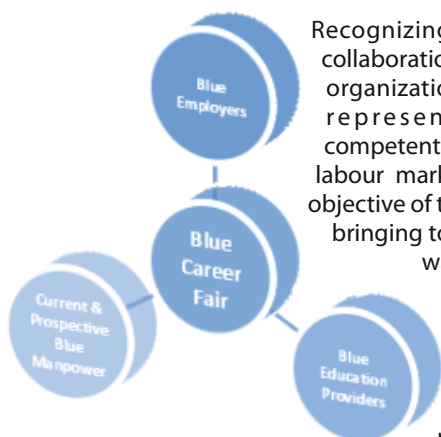 Blue
Employers
Blue
Career
Fair
Current &
Prospective
Blue
Manpower
Blue
Education
Providers
Recognizing
collaboratio
organizatio
represen
competent
labour mark
objective of t
bringing to
w